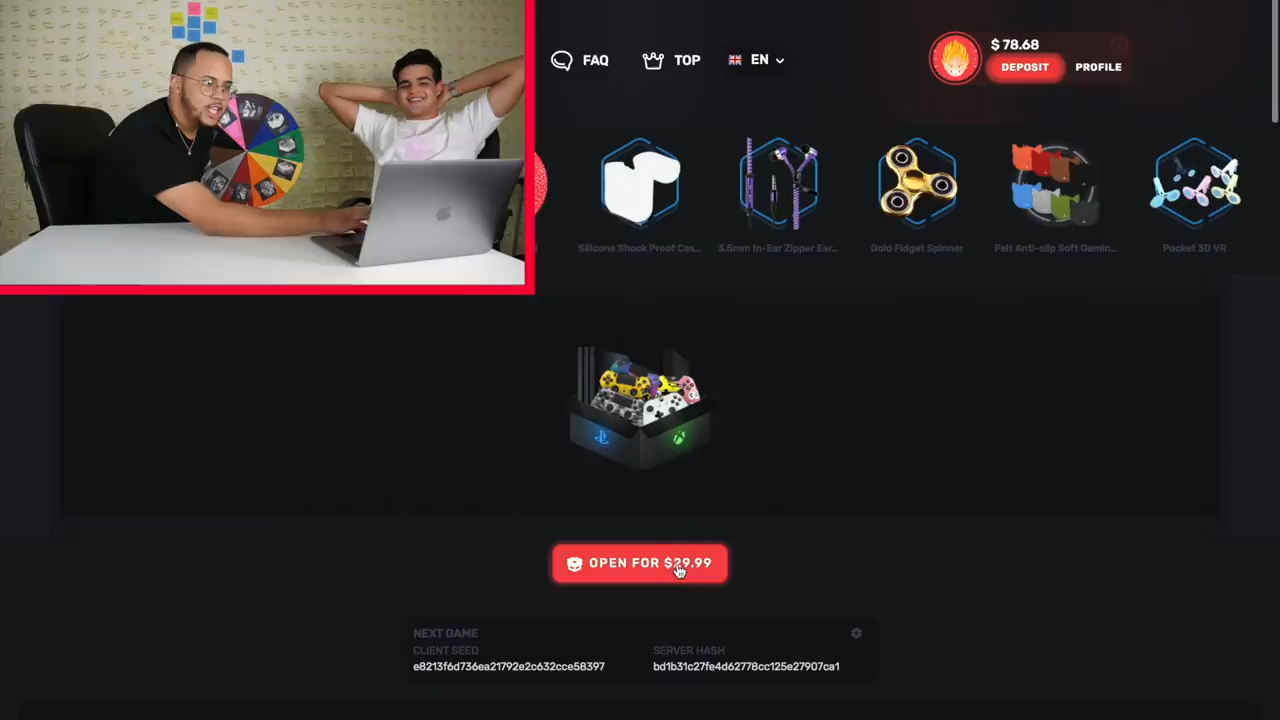 FAQ
TOP
EN
$ 78.68
DEPOSIT
PROFILE
Silicone Shock Proof Cas...
3.5mm In-Ear Zipper Ear...
Gold Fidget Spinner
Felt Anti-slip Soft Gamin...
Pocket 3D VR
OPEN FOR $29.99
NEXT GAME
CLIENT SEED
SERVER HASH
e8213f6d736ea21792e2c632cce58397
bd1b31c27fe4d62778cc125e27907ca1